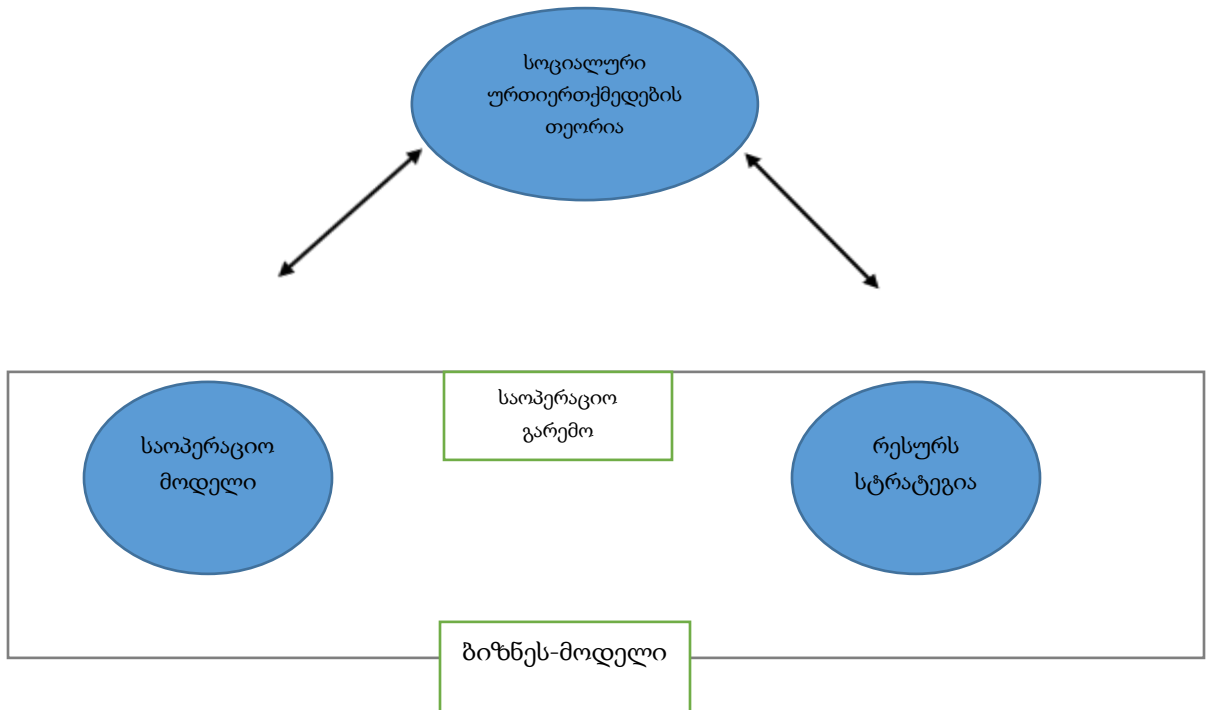 სოციალური
ურთიერთქმედების
თეორია
საოპერაციო
გარემო
საოპერაციო
მოდელი
რესურს
სტრატეგია
ბიზნეს-მოდელი